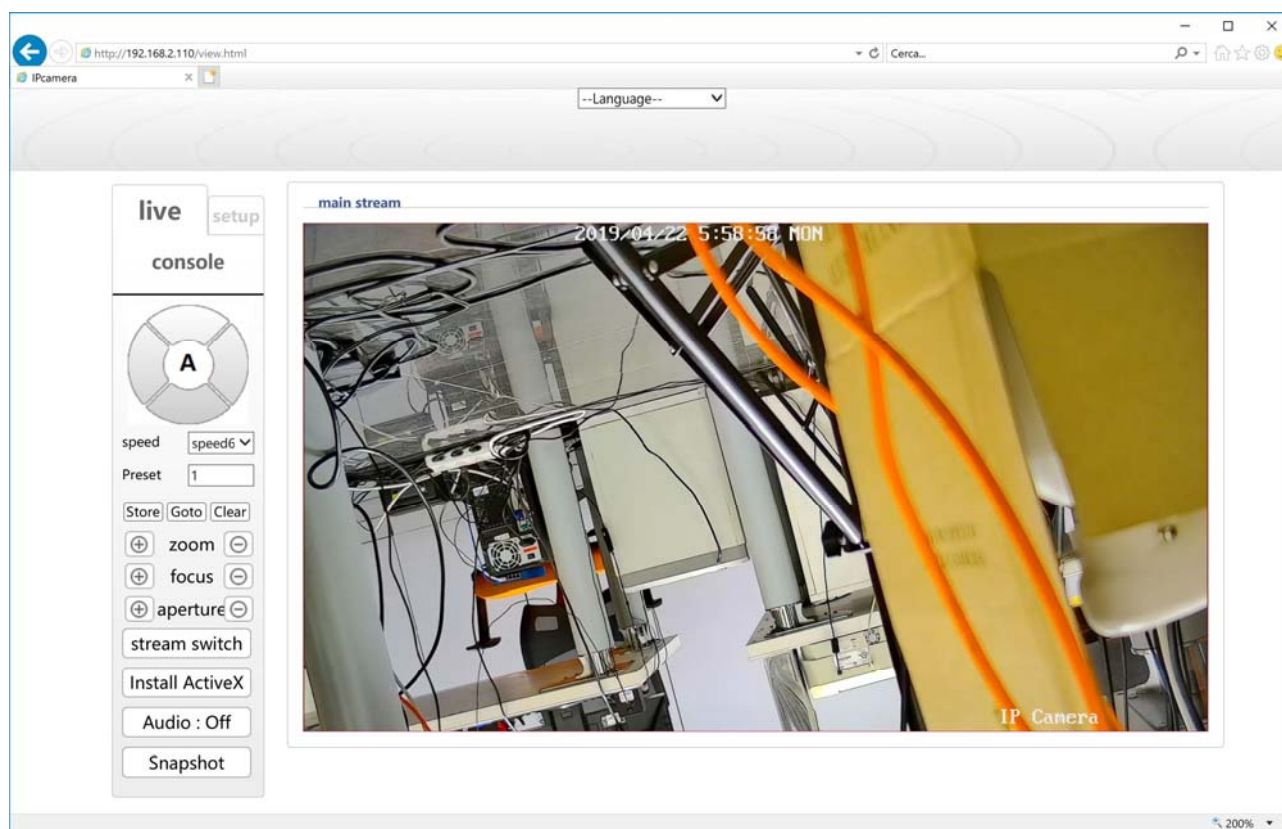 http://192.168.2.110/view.html
Cerca...
IPcamera
--Language--
live
setup
console
A
speed
speed6
Preset
1
Store
Goto
Clear
zoom
focus
aperture
stream switch
Install ActiveX
Audio : Off
Snapshot
main stream
2019/04/22 5:58:58 MON
IP Camera
200%